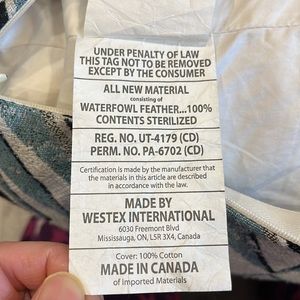 UNDER PENALTY OF LAW
THIS TAG NOT TO BE REMOVED
EXCEPT BY THE CONSUMER
ALL NEW MATERIAL
consisting of
WATERFOWL FEATHER...100%
CONTENTS STERILIZED
REG. NO. UT-4179 (CD)
PERM. NO. PA-6702 (CD)
Certification is made by the manufacturer that
the materials in this article are described
in accordance with the law.
MADE BY
WESTEX INTERNATIONAL
6030 Freemont Blvd
Mississauga, ON, L5R 3X4, Canada
Cover: 100% Cotton
MADE IN CANADA
of Imported Materials